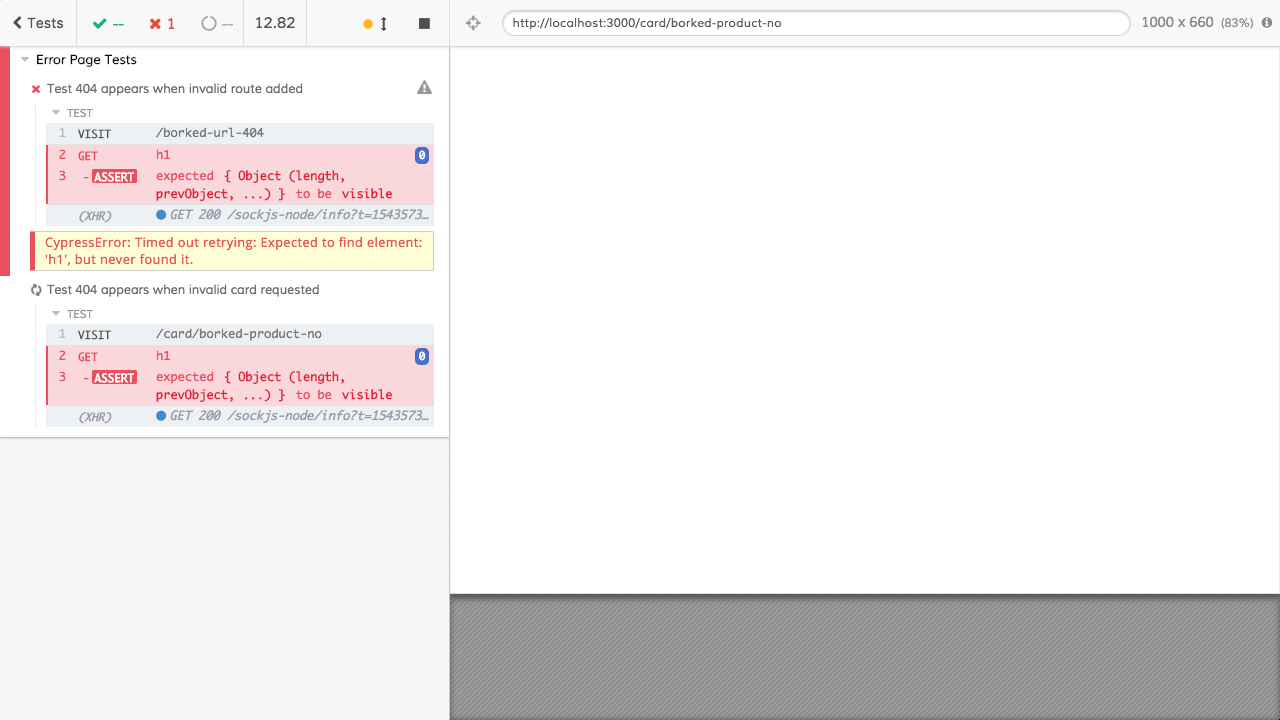 Tests -- 1 -- 12.82 http://localhost:3000/card/borked-product-no 1000 x 660 (83%)
Error Page Tests
Test 404 appears when invalid route added
TEST
1 VISIT /borked-url-404
2 GET h1 0
3 -ASSERT expected { Object (length,
prevObject, ...) } to be visible
(XHR) GET 200 /sockjs-node/info?t=1543573…
CypressError: Timed out retrying: Expected to find element:
'h1', but never found it.
Test 404 appears when invalid card requested
TEST
1 VISIT /card/borked-product-no
2 GET h1 0
3 -ASSERT expected { Object (length,
prevObject, ...) } to be visible
(XHR) GET 200 /sockjs-node/info?t=1543573…